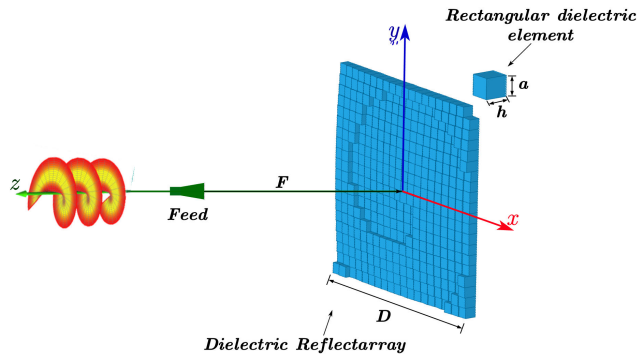 Rectangular dielectric
element
y
a
h
z
F
Feed
x
D
Dielectric Reflectarray